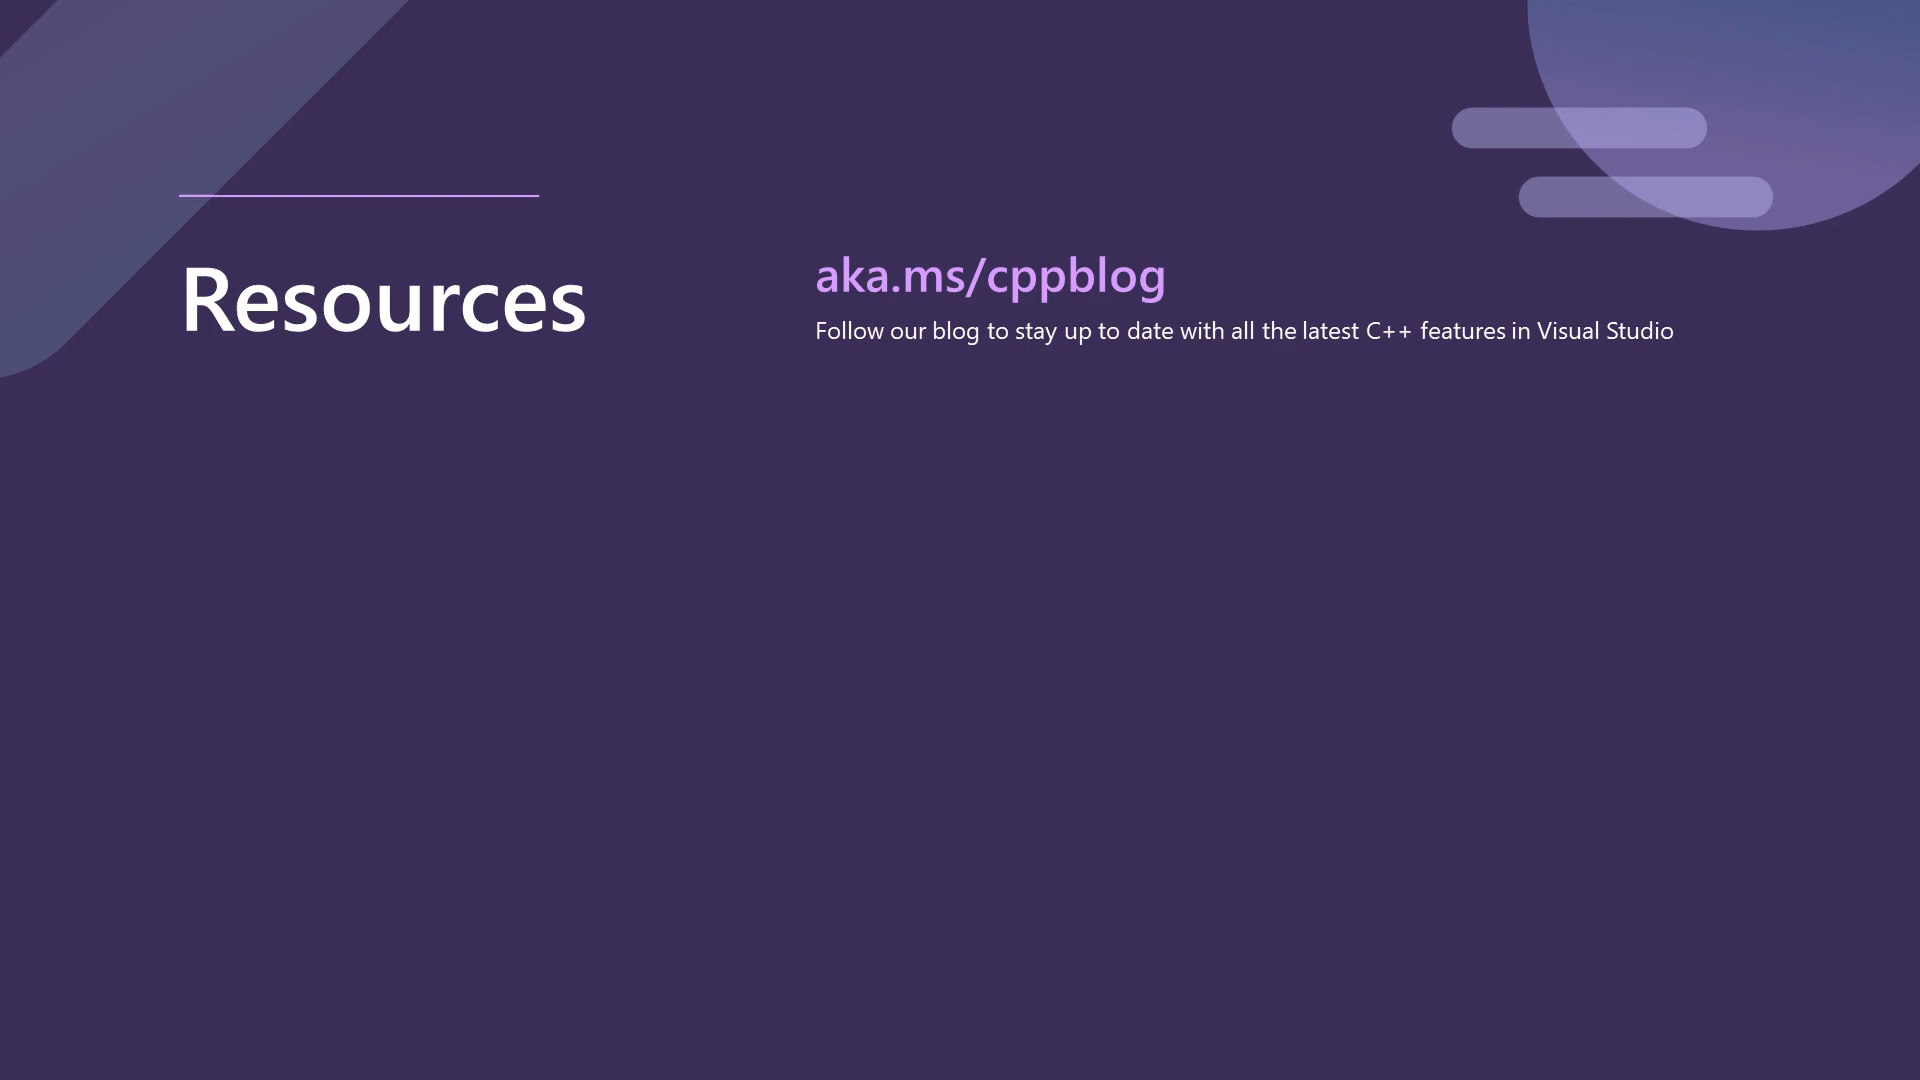 Resources
aka.ms/cppblog
Follow our blog to stay up to date with all the latest C++ features in Visual Studio